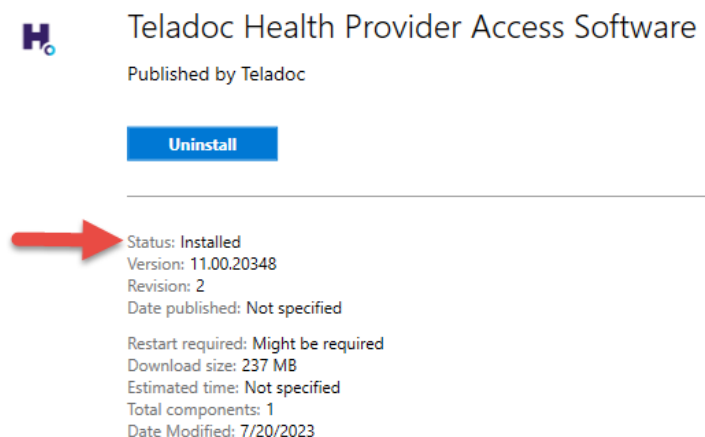 H
Teladoc Health Provider Access Software
Published by Teladoc
Uninstall
Status: Installed
Version: 11.00.20348
Revision: 2
Date published: Not specified
Restart required: Might be required
Download size: 237 MB
Estimated time: Not specified
Total components: 1
Date Modified: 7/20/2023